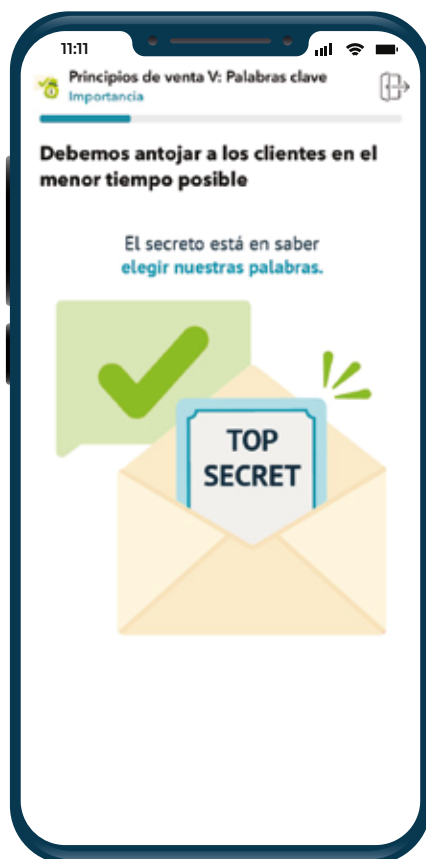 11:11
Principios de venta V: Palabras clave
Importancia
Debemos antojar a los clientes en el
menor tiempo posible
El secreto está en saber
elegir nuestras palabras.
TOP
SECRET